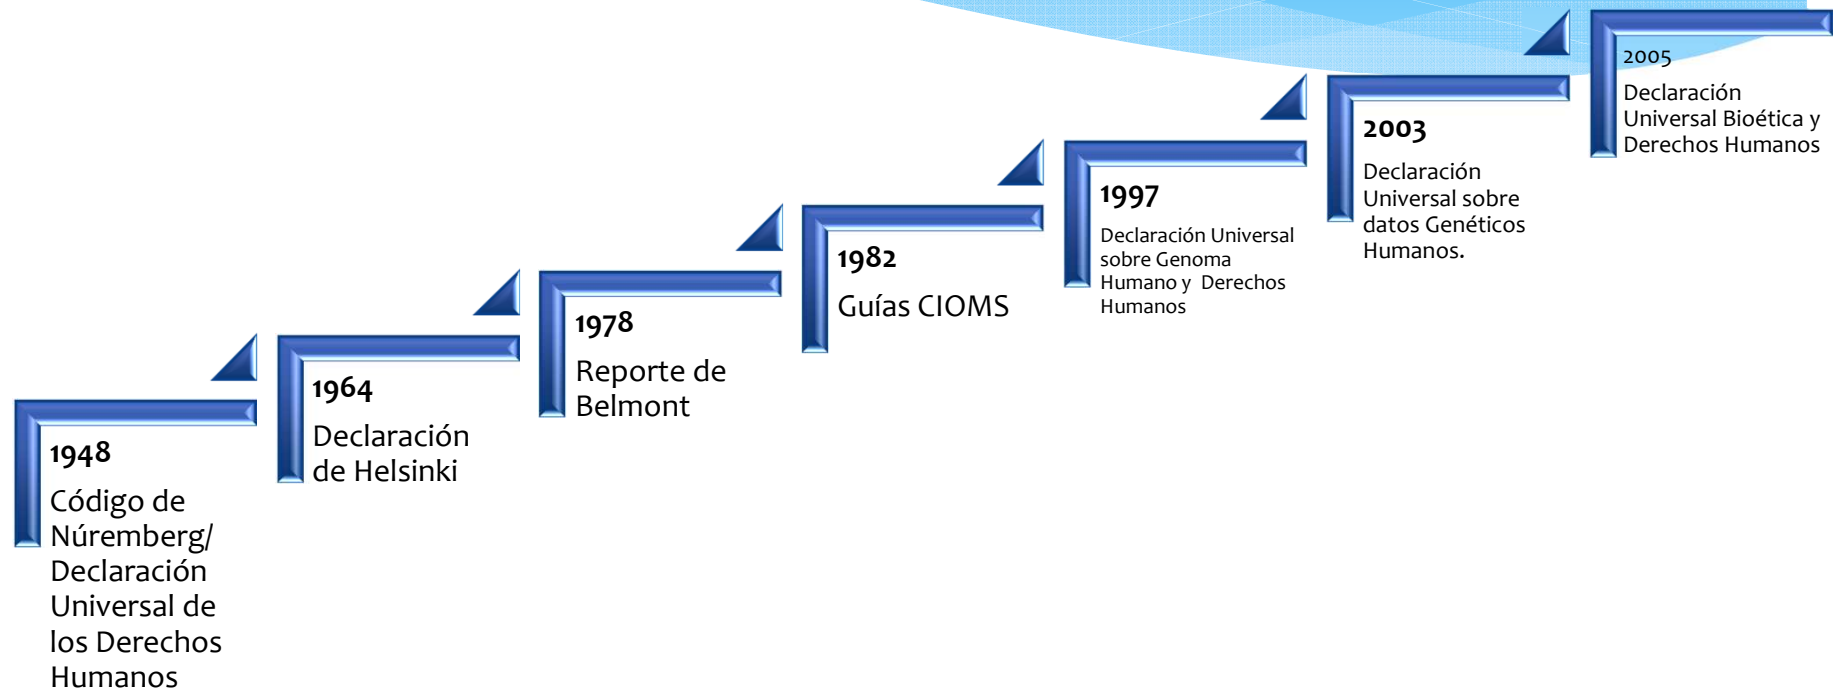 1948
Código de
Núremberg/
Declaración
Universal de
los Derechos
Humanos
1964
Declaración
de Helsinki
1978
Reporte de
Belmont
1982
Guías CIOMS
1997
Declaración Universal
sobre Genoma
Humano y  Derechos
Humanos
2003
Declaración
Universal sobre
datos Genéticos
Humanos.
2005
Declaración
Universal Bioética y
Derechos Humanos